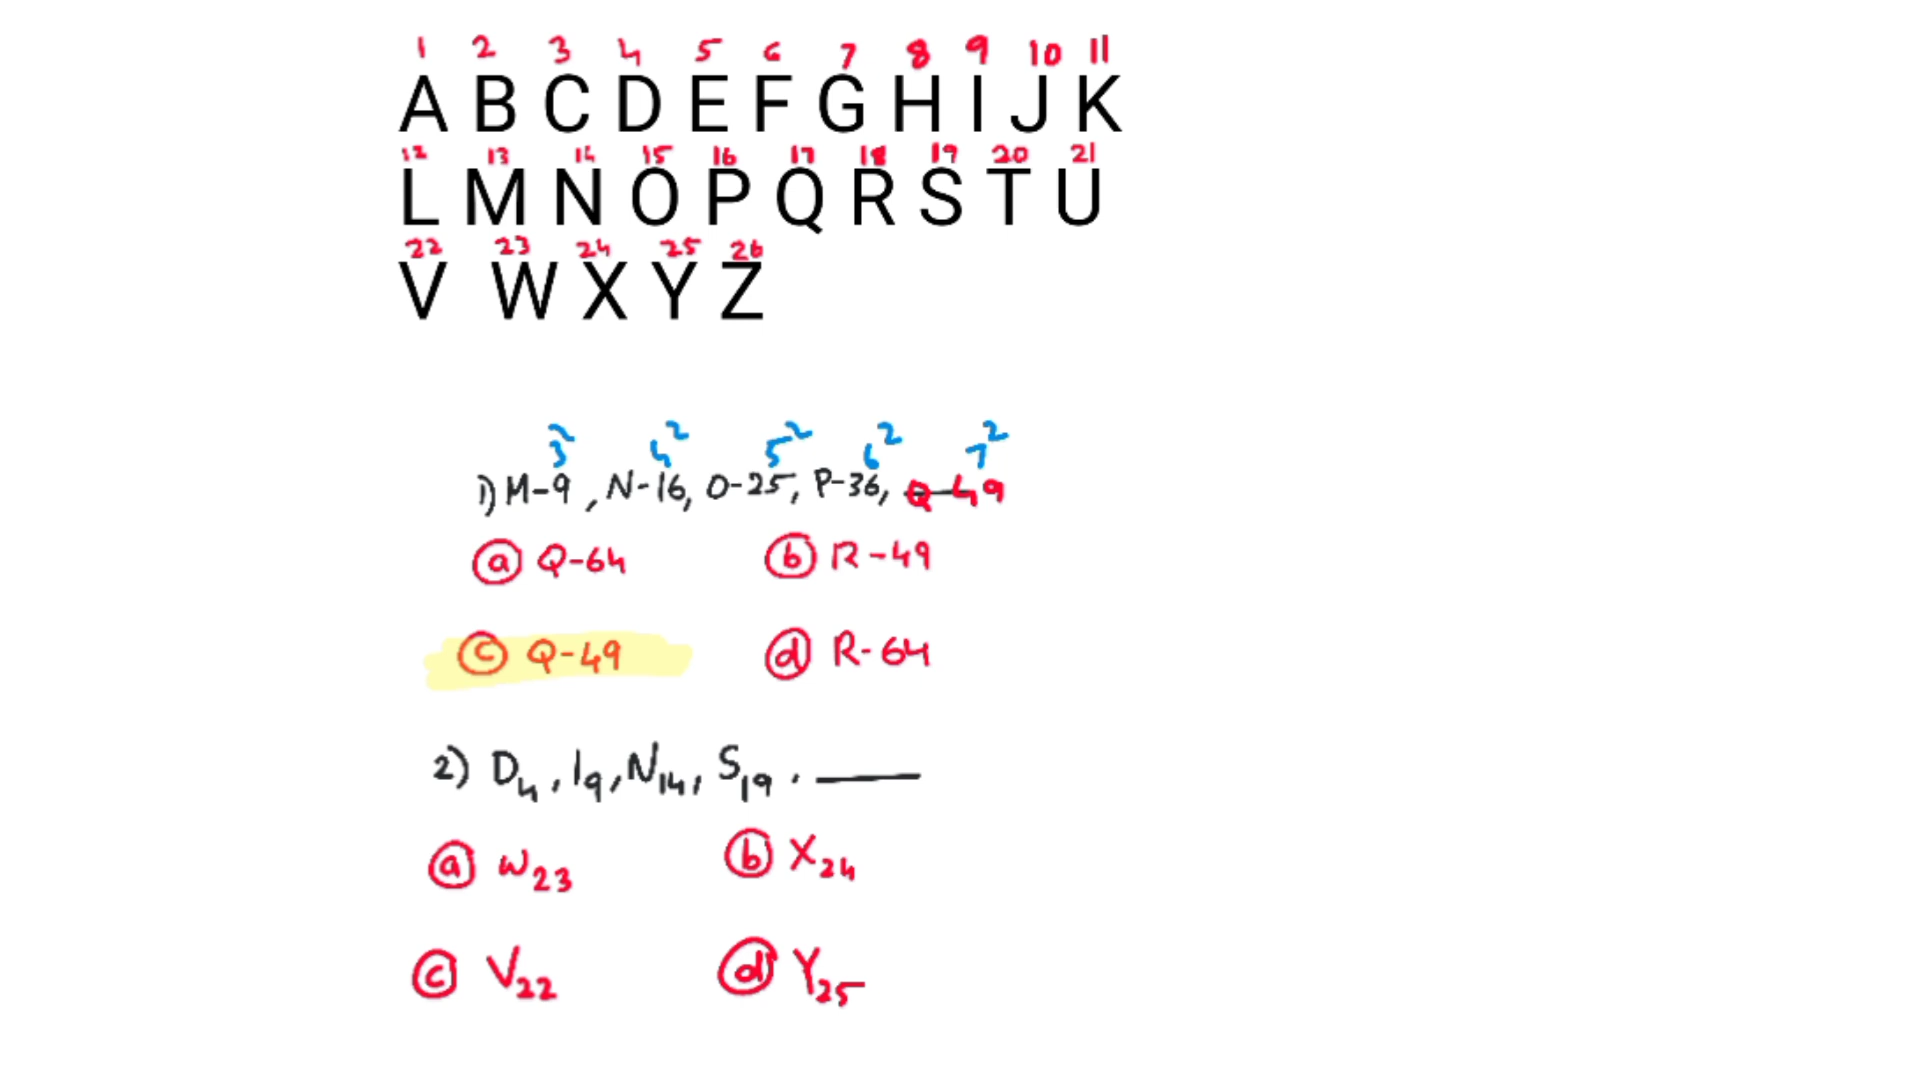 1 2 3 4 5 6 7 8 9 10 11
A B C D E F G H I J K
12 13 14 15 16 17 18 19 20 21
L M N O P Q R S T U
22 23 24 25 26
V W X Y Z
3² 4² 5² 6² 7²
1) M-9, N-16, O-25, P-36, Q-49
(a) Q-64 (b) R-49
(c) Q-49 (d) R-64
2) D₄, I₉, N₁₄, S₁₉, ____
(a) W₂₃ (b) X₂₄
(c) V₂₂ (d) Y₂₅